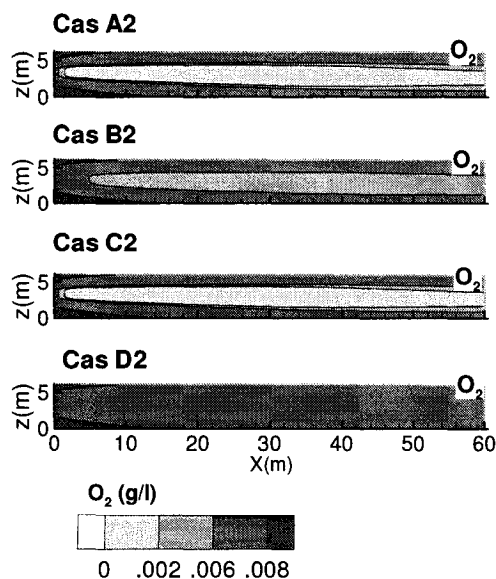 Cas A2
z(m)
5
0
O₂
Cas B2
z(m)
5
0
O₂
Cas C2
z(m)
5
0
O₂
Cas D2
z(m)
5
0
O₂
0 10 20 30 40 50 60
X(m)
O₂ (g/l)
0 .002 .006 .008